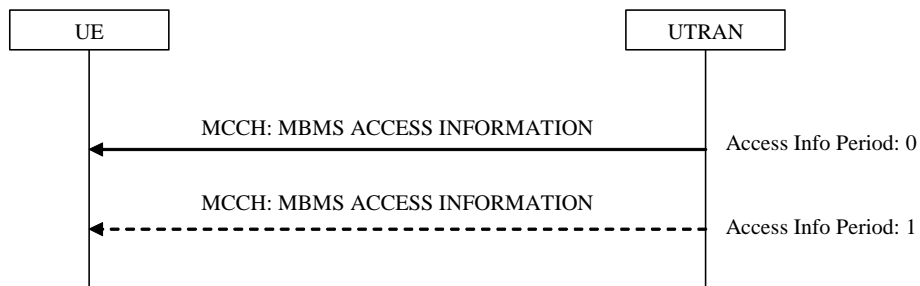 UE
UTRAN
MCCH: MBMS ACCESS INFORMATION
Access Info Period: 0
MCCH: MBMS ACCESS INFORMATION
Access Info Period: 1